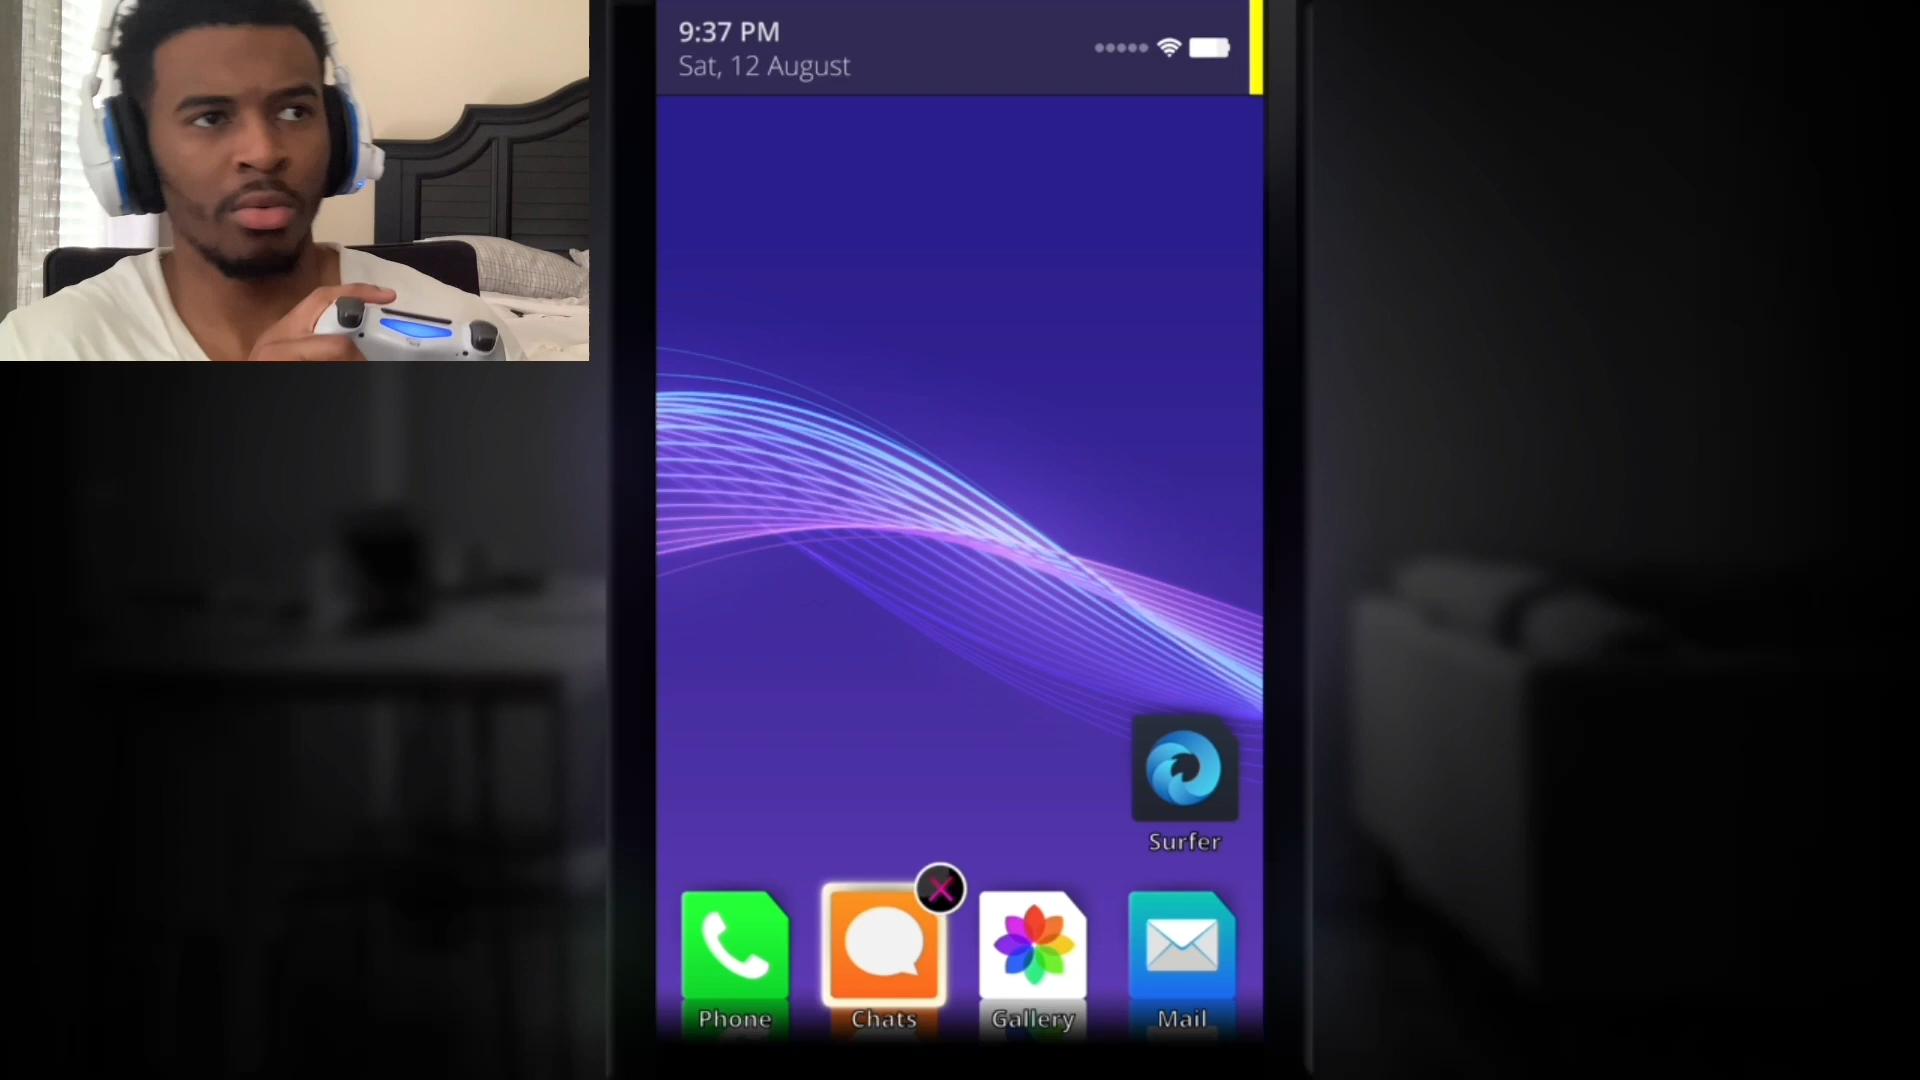 9:37 PM
Sat, 12 August
Surfer
Phone
Chats
Gallery
Mail